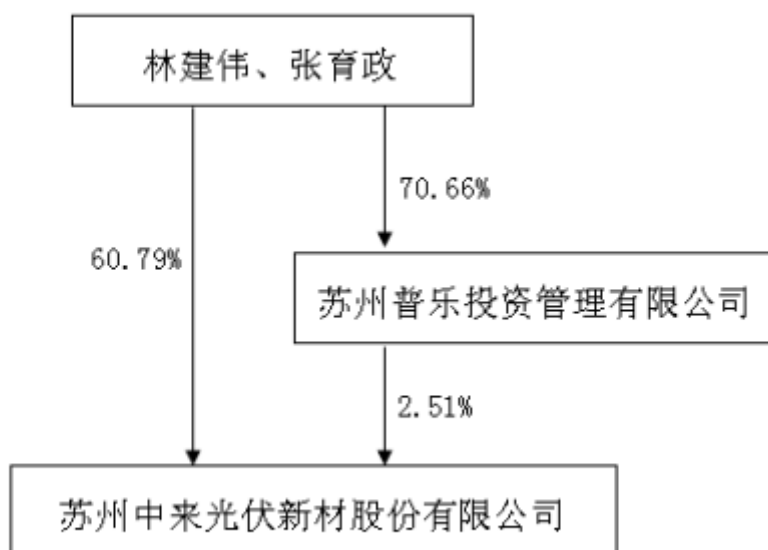 林建伟、张育政
70.66%
60.79%
苏州普乐投资管理有限公司
2.51%
苏州中来光伏新材股份有限公司